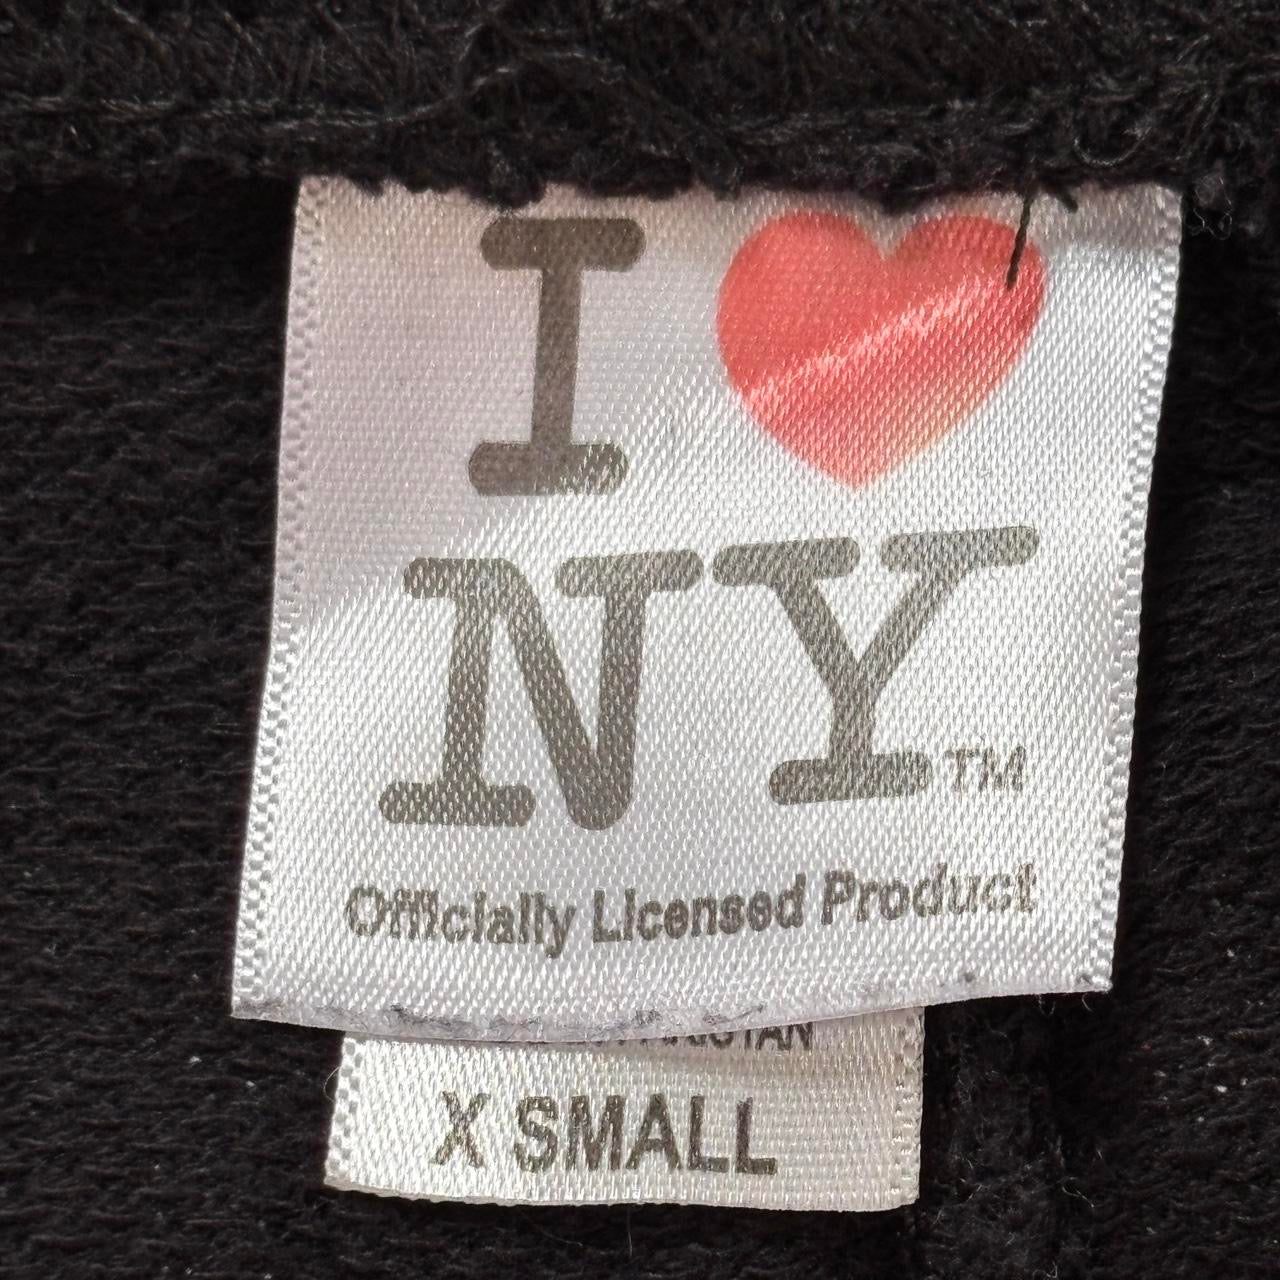 I ❤
NY™
Officially Licensed Product
X SMALL